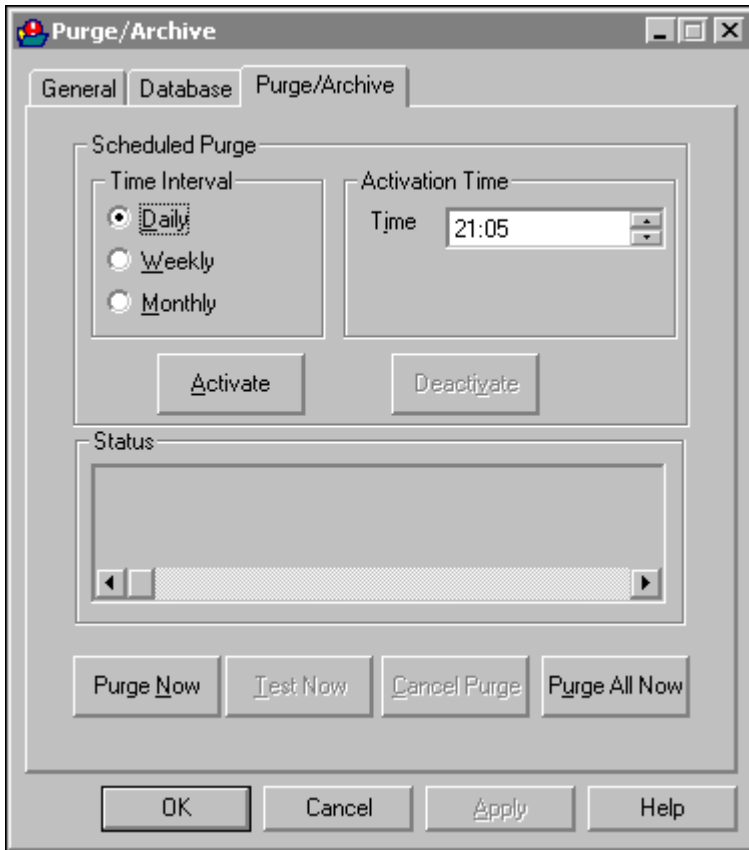 Purge/Archive
General Database Purge/Archive
Scheduled Purge
Time Interval
Daily
Weekly
Monthly
Activation Time
Time 21:05
Activate Deactivate
Status
Purge Now Test Now Cancel Purge Purge All Now
OK Cancel Apply Help